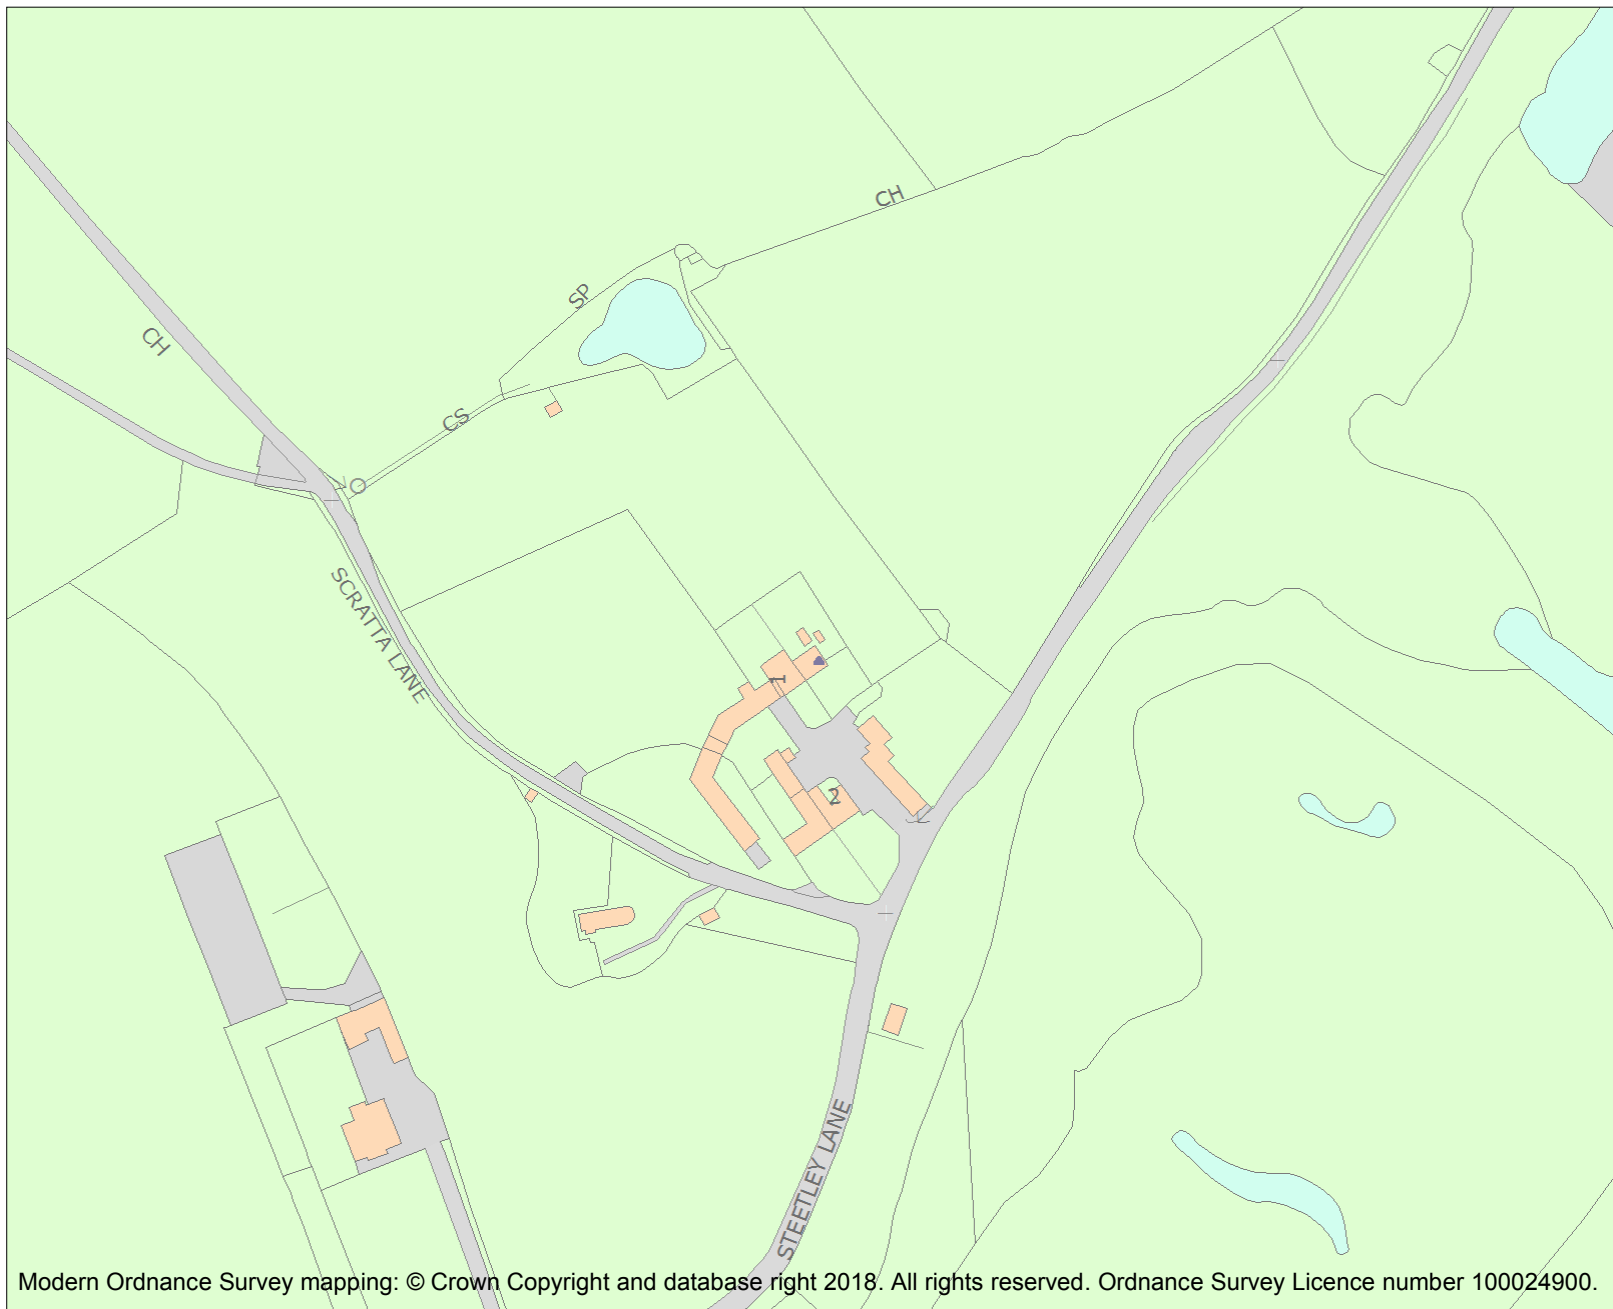 CH
SP
CH
CS
SCRATTA LANE
1
2
STEETLEY LANE
Modern Ordnance Survey mapping: © Crown Copyright and database right 2018. All rights reserved. Ordnance Survey Licence number 100024900.